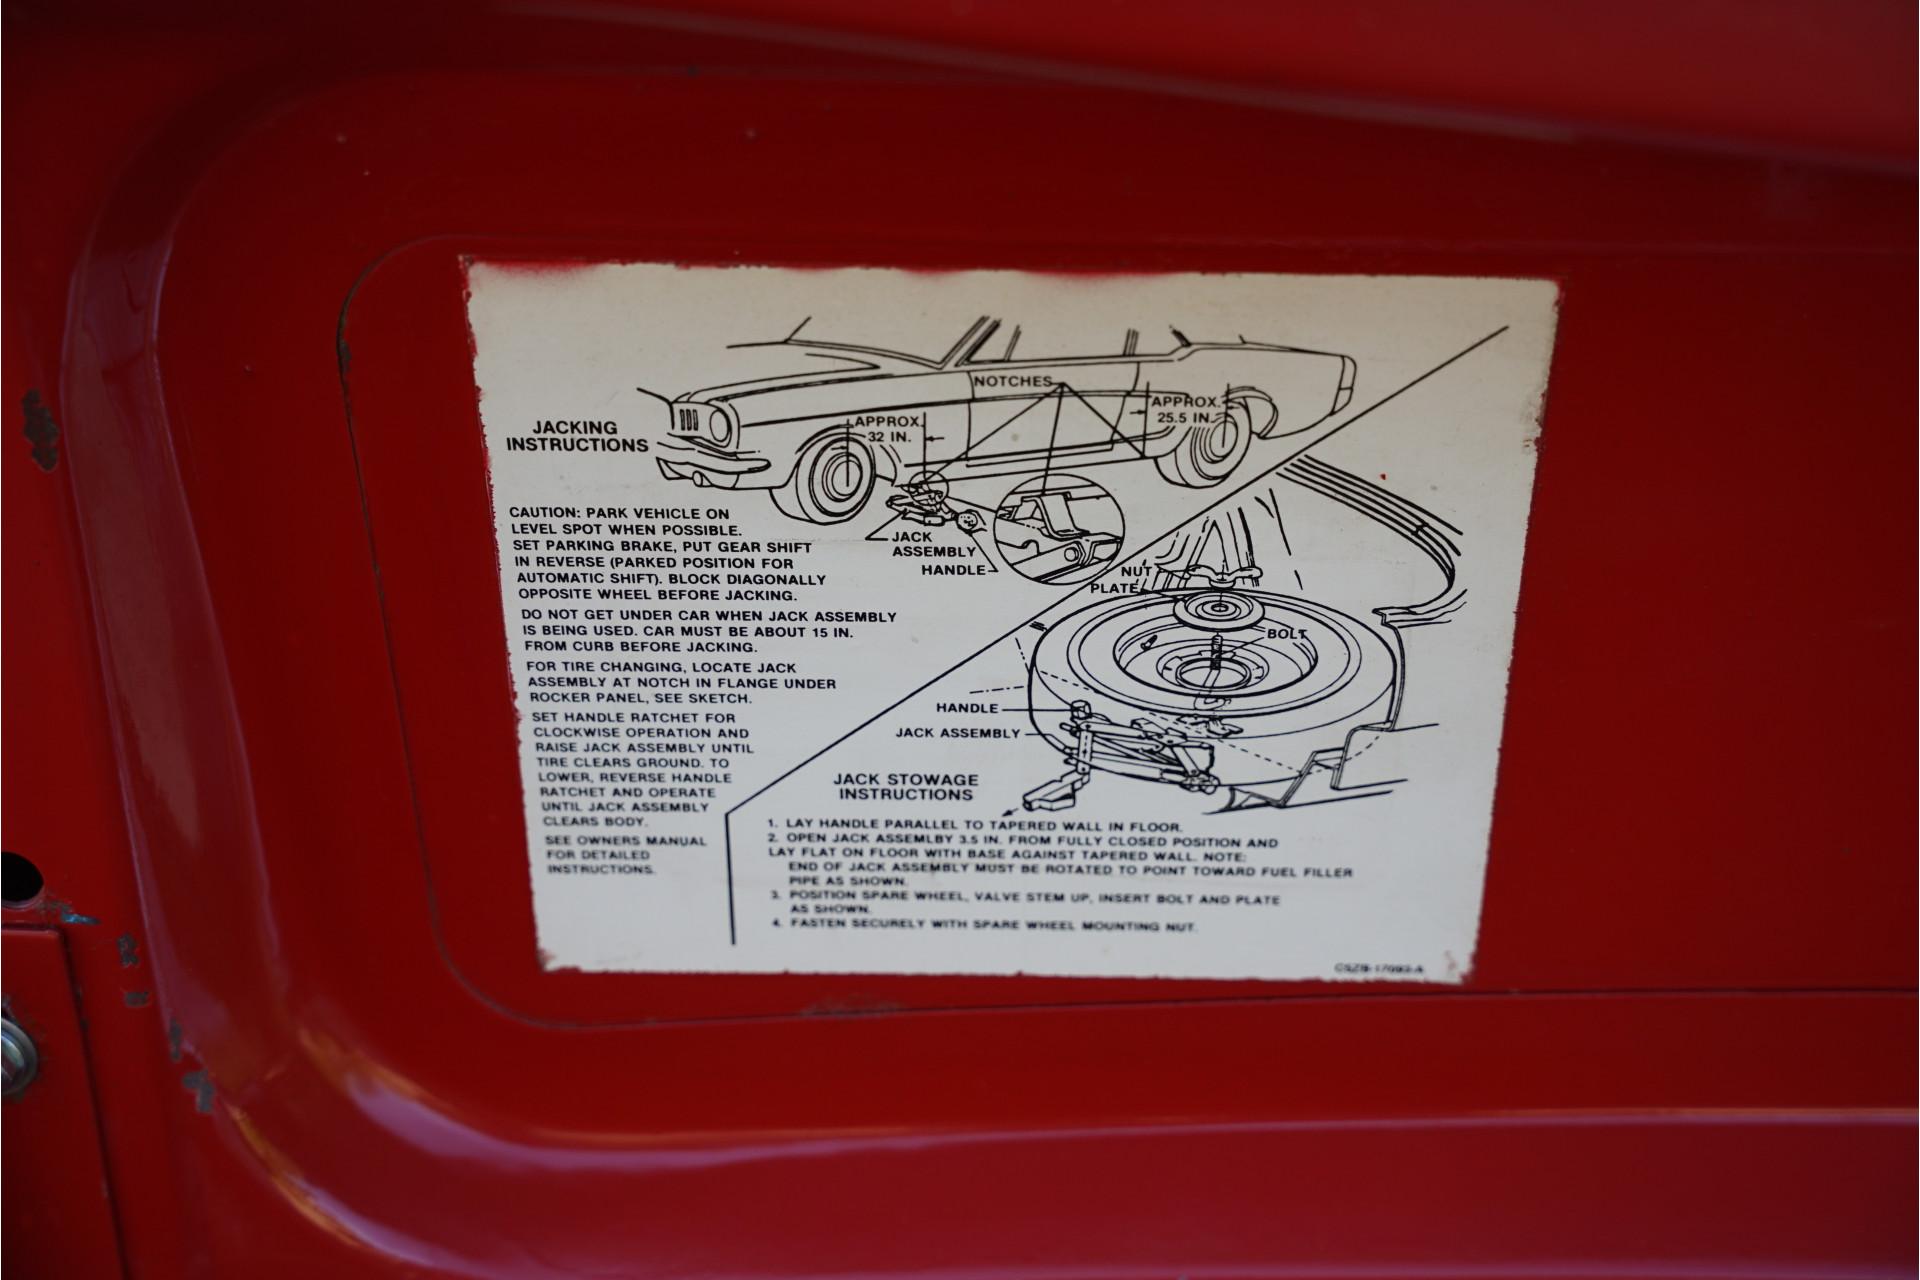 NOTCHES
APPROX.
25.5 IN.
APPROX.
32 IN.
JACKING
INSTRUCTIONS
CAUTION: PARK VEHICLE ON
LEVEL SPOT WHEN POSSIBLE.
SET PARKING BRAKE, PUT GEAR SHIFT
IN REVERSE (PARKED POSITION FOR
AUTOMATIC SHIFT). BLOCK DIAGONALLY
OPPOSITE WHEEL BEFORE JACKING.
DO NOT GET UNDER CAR WHEN JACK ASSEMBLY
IS BEING USED. CAR MUST BE ABOUT 15 IN.
FROM CURB BEFORE JACKING.
FOR TIRE CHANGING, LOCATE JACK
ASSEMBLY AT NOTCH IN FLANGE UNDER
ROCKER PANEL, SEE SKETCH.
SET HANDLE RATCHET FOR
CLOCKWISE OPERATION AND
RAISE JACK ASSEMBLY UNTIL
TIRE CLEARS GROUND. TO
LOWER, REVERSE HANDLE
RATCHET AND OPERATE
UNTIL JACK ASSEMBLY
CLEARS BODY.
SEE OWNERS MANUAL
FOR DETAILED
INSTRUCTIONS.
JACK
ASSEMBLY
HANDLE
NUT
PLATE
BOLT
HANDLE
JACK ASSEMBLY
JACK STOWAGE
INSTRUCTIONS
1. LAY HANDLE PARALLEL TO TAPERED WALL IN FLOOR.
2. OPEN JACK ASSEMLBY 3.5 IN. FROM FULLY CLOSED POSITION AND
LAY FLAT ON FLOOR WITH BASE AGAINST TAPERED WALL. NOTE:
END OF JACK ASSEMBLY MUST BE ROTATED TO POINT TOWARD FUEL FILLER
PIPE AS SHOWN.
3. POSITION SPARE WHEEL, VALVE STEM UP, INSERT BOLT AND PLATE
AS SHOWN.
4. FASTEN SECURELY WITH SPARE WHEEL MOUNTING NUT.